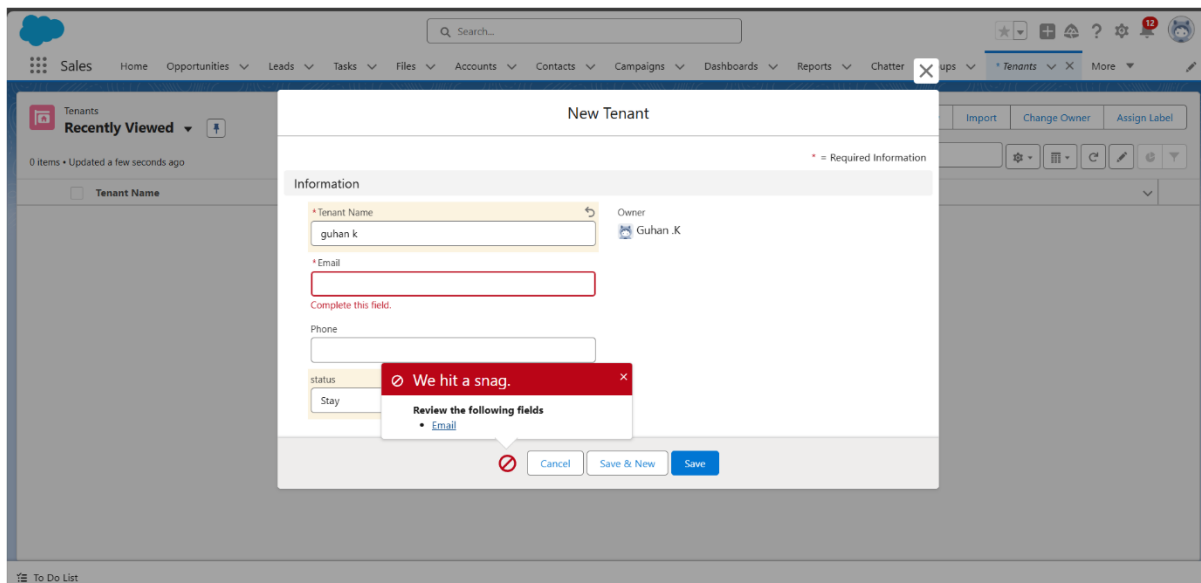 Search...
12
Sales Home Opportunities Leads Tasks Files Accounts Contacts Campaigns Dashboards Reports Chatter ups * Tenants More
Tenants
Recently Viewed
Import Change Owner Assign Label
0 items • Updated a few seconds ago
Tenant Name
New Tenant
* = Required Information
Information
*Tenant Name
guhan k
Owner
Guhan .K
*Email
Complete this field.
Phone
status
Stay
We hit a snag.
Review the following fields
• Email
Cancel Save & New Save
To Do List